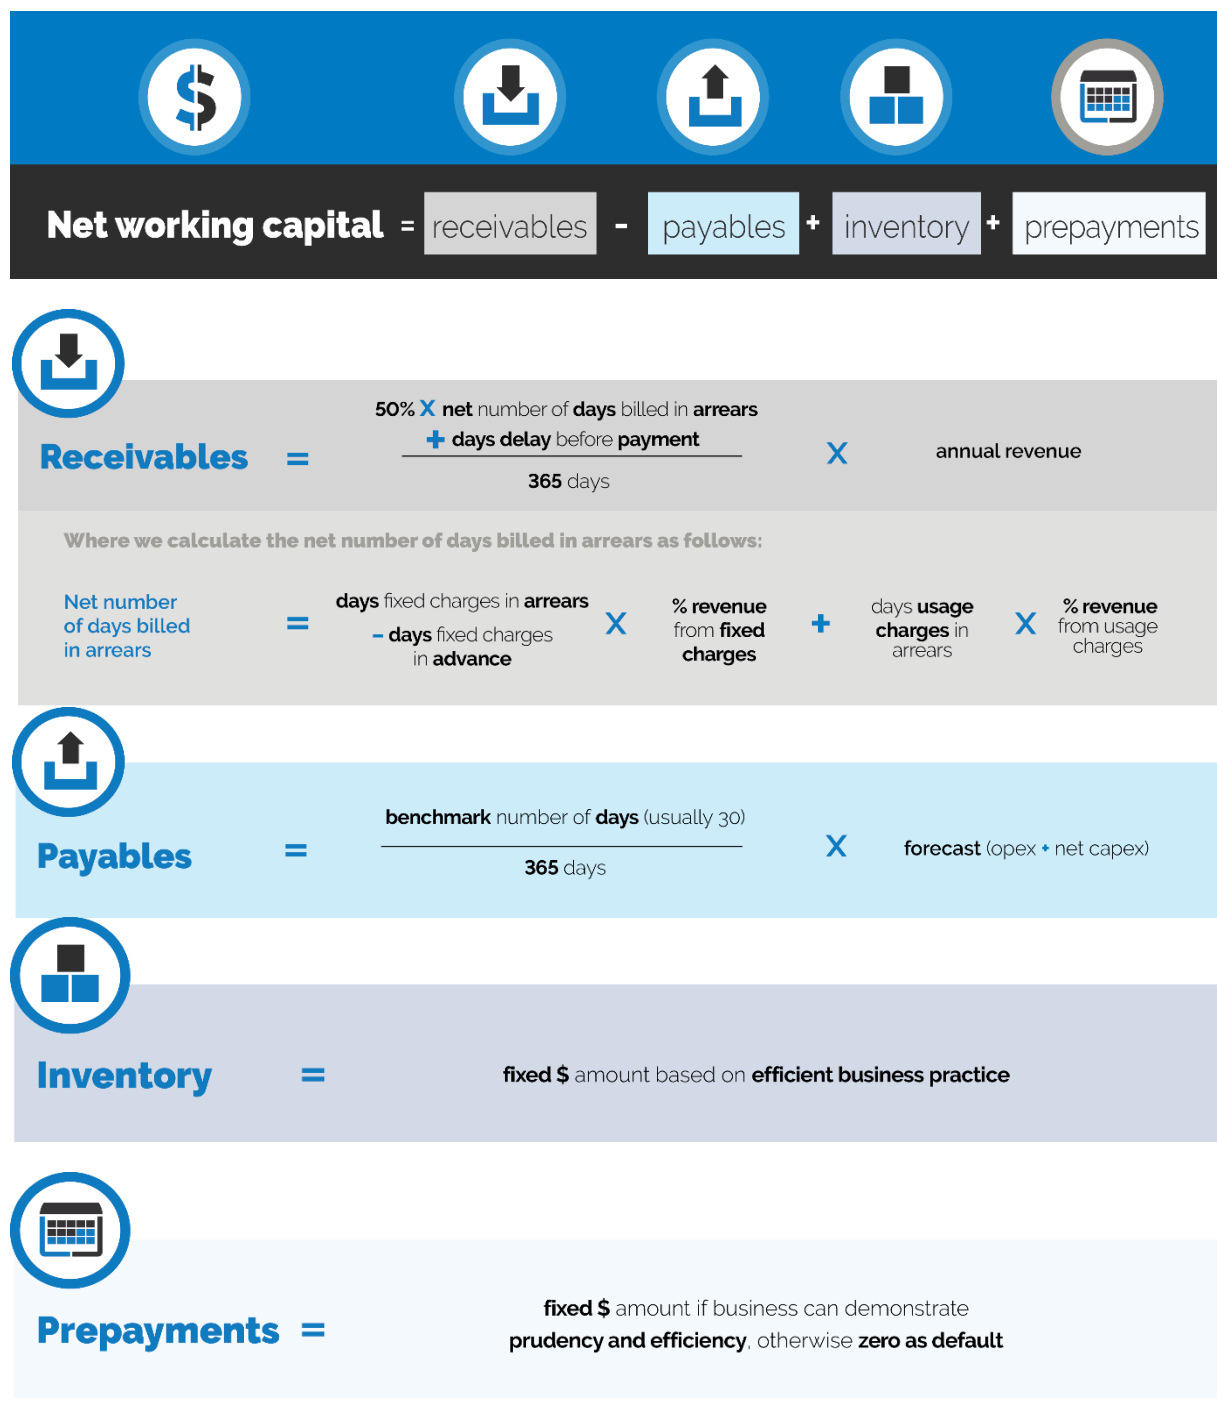 Net working capital = receivables - payables + inventory + prepayments
50% X net number of days billed in arrears
+ days delay before payment
365 days
Receivables = X annual revenue
Where we calculate the net number of days billed in arrears as follows:
Net number
of days billed
in arrears
=
days fixed charges in arrears
– days fixed charges
in advance
X
% revenue
from fixed
charges
+
days usage
charges in
arrears
X
% revenue
from usage
charges
benchmark number of days (usually 30)
365 days
Payables = X forecast (opex + net capex)
Inventory = fixed $ amount based on efficient business practice
Prepayments =
fixed $ amount if business can demonstrate
prudency and efficiency, otherwise zero as default